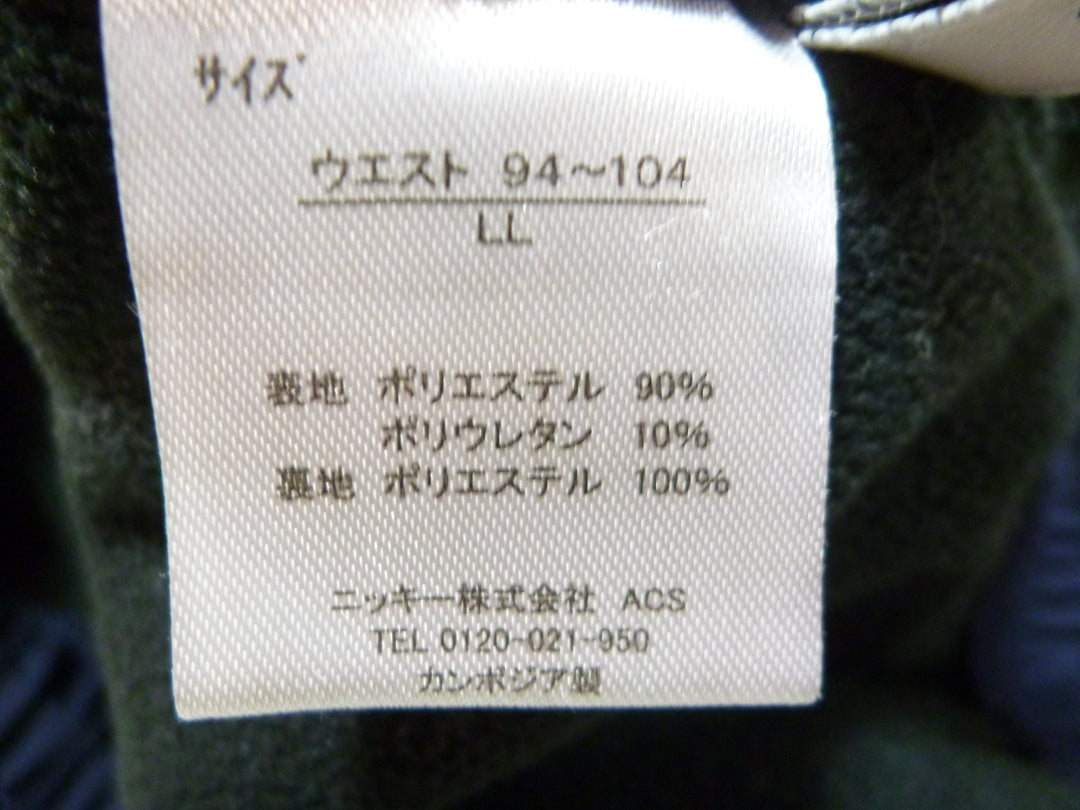 サイズ
ウエスト 94～104
LL
表地 ポリエステル 90%
ポリウレタン 10%
裏地 ポリエステル 100%
ニッキー株式会社 ACS
TEL 0120-021-950
カンボジア製